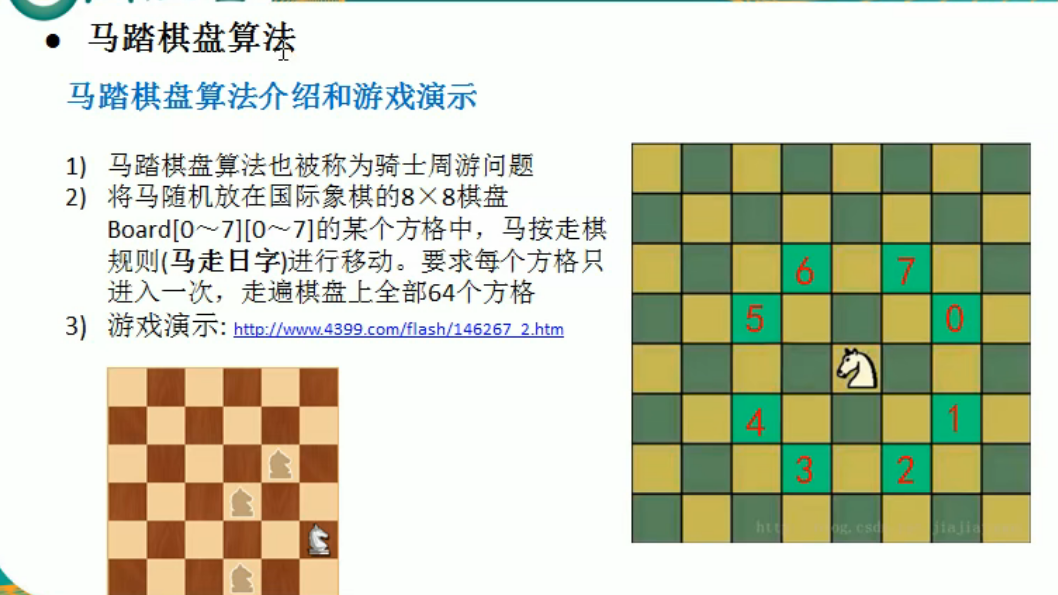 马踏棋盘算法
马踏棋盘算法介绍和游戏演示
1) 马踏棋盘算法也被称为骑士周游问题
2) 将马随机放在国际象棋的8×8棋盘
Board[0～7][0～7]的某个方格中，马按走棋
规则(马走日字)进行移动。要求每个方格只
进入一次，走遍棋盘上全部64个方格
3) 游戏演示: http://www.4399.com/flash/146267_2.htm
6 7
5 0
4 1
3 2